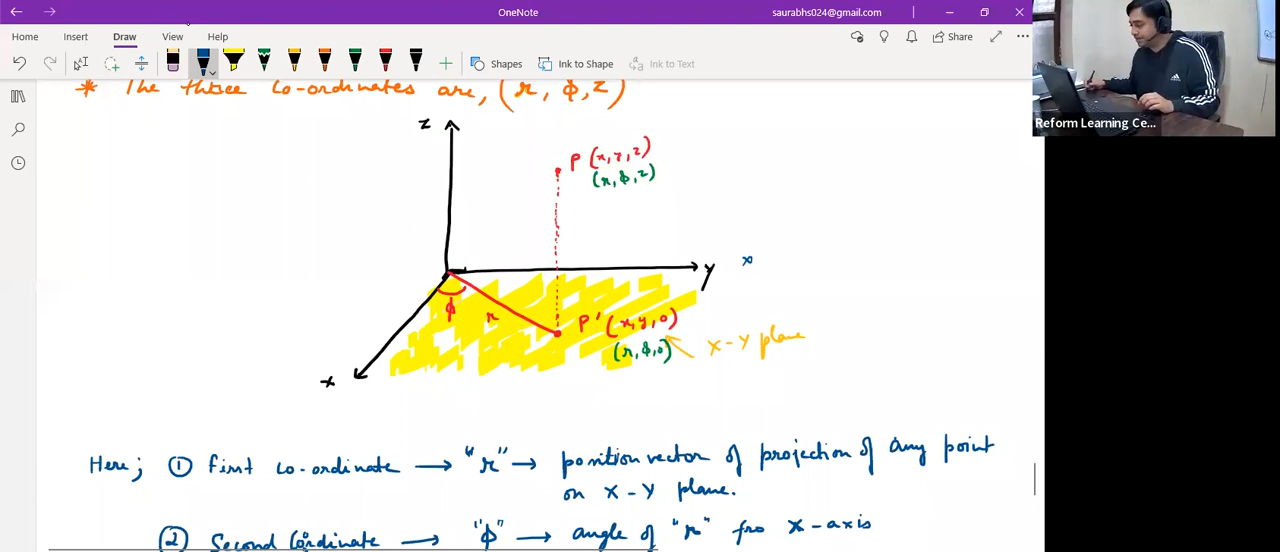 OneNote
saurabhs024@gmail.com
Home Insert Draw View Help
Share
Shapes Ink to Shape Ink to Text
* The three co-ordinates are, (r, ϕ, z)
z
P (x, y, z)
(r, ϕ, z)
y
ϕ
r
P' (x, y, 0)
(r, ϕ, 0)
X-Y plane
x
Here; ① First co-ordinate → "r" → position vector of projection of any point
on X-Y plane.
② Second coordinate → "ϕ" → angle of "r" fro X-axis
Reform Learning Ce...